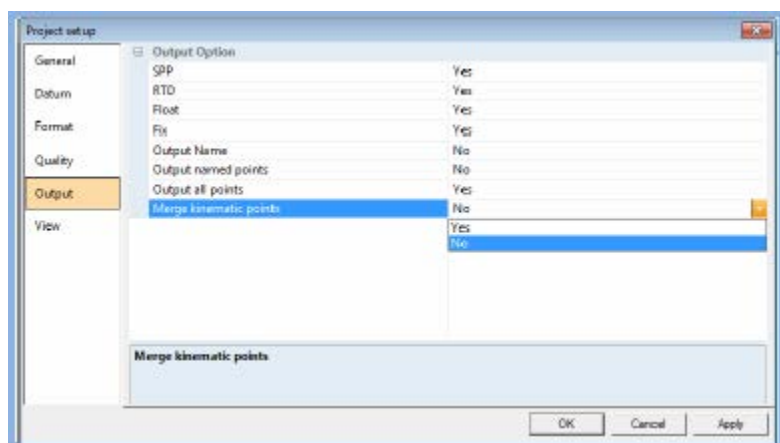 Project set up
General
Datum
Format
Quality
Output
View
Output Option
SPP Yes
RTD Yes
Float Yes
Fix Yes
Output Name No
Output named points No
Output all points Yes
Merge kinematic points No
Yes
No
Merge kinematic points
OK Cancel Apply